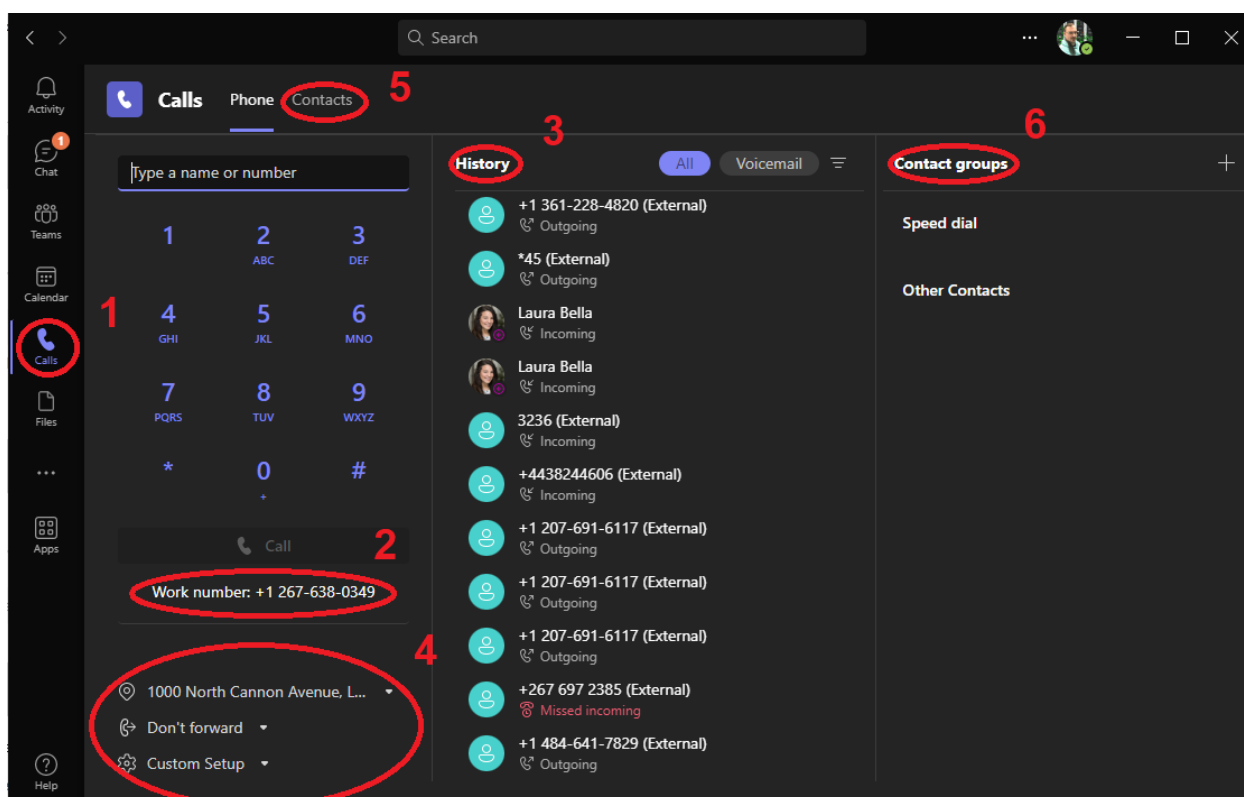 Search
...
Activity
1
Chat
Teams
Calendar
Calls
Files
...
Apps
Help
1
Calls Phone Contacts
5
Type a name or number
1 2 3
ABC DEF
4 5 6
GHI JKL MNO
7 8 9
PQRS TUV WXYZ
* 0 #
+
Call
2
Work number: +1 267-638-0349
4
1000 North Cannon Avenue, L...
Don't forward
Custom Setup
3
History All Voicemail
+1 361-228-4820 (External)
Outgoing
*45 (External)
Outgoing
Laura Bella
Incoming
Laura Bella
Incoming
3236 (External)
Incoming
+4438244606 (External)
Incoming
+1 207-691-6117 (External)
Outgoing
+1 207-691-6117 (External)
Outgoing
+1 207-691-6117 (External)
Outgoing
+267 697 2385 (External)
Missed incoming
+1 484-641-7829 (External)
Outgoing
6
Contact groups +
Speed dial
Other Contacts